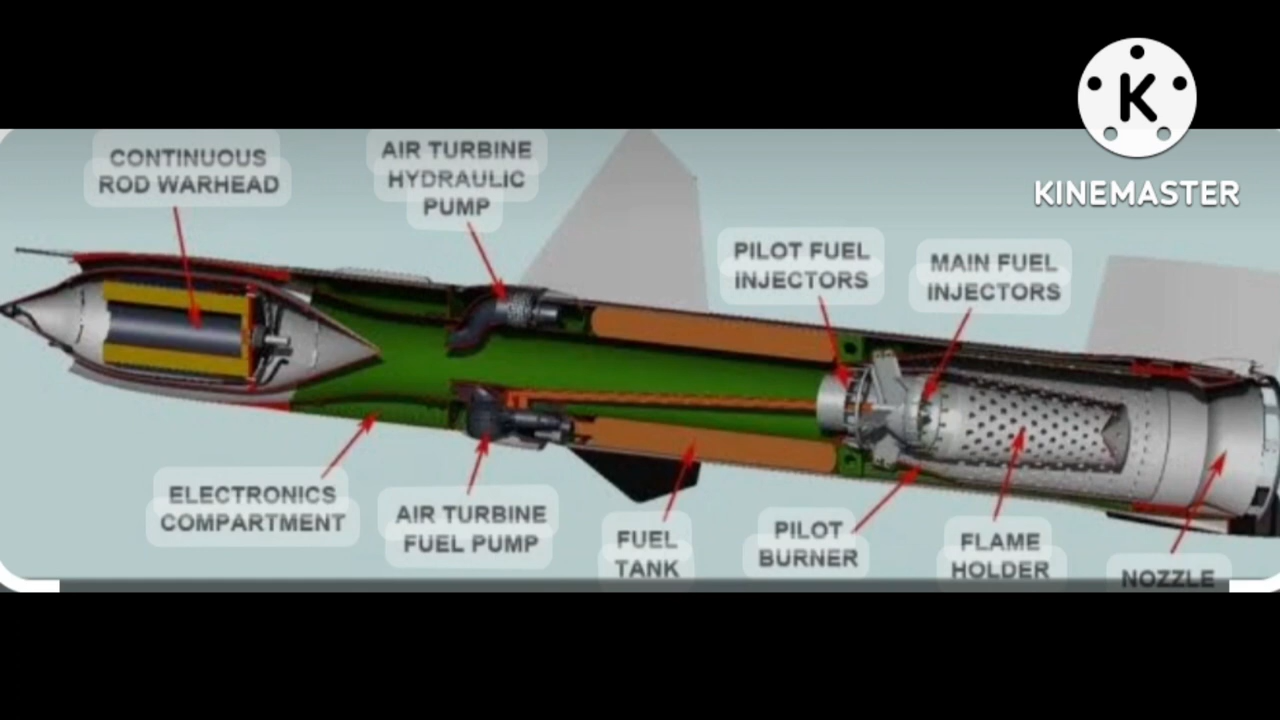 CONTINUOUS
ROD WARHEAD
AIR TURBINE
HYDRAULIC
PUMP
K
KINEMASTER
PILOT FUEL
INJECTORS
MAIN FUEL
INJECTORS
ELECTRONICS
COMPARTMENT
AIR TURBINE
FUEL PUMP
FUEL
TANK
PILOT
BURNER
FLAME
HOLDER
NOZZLE